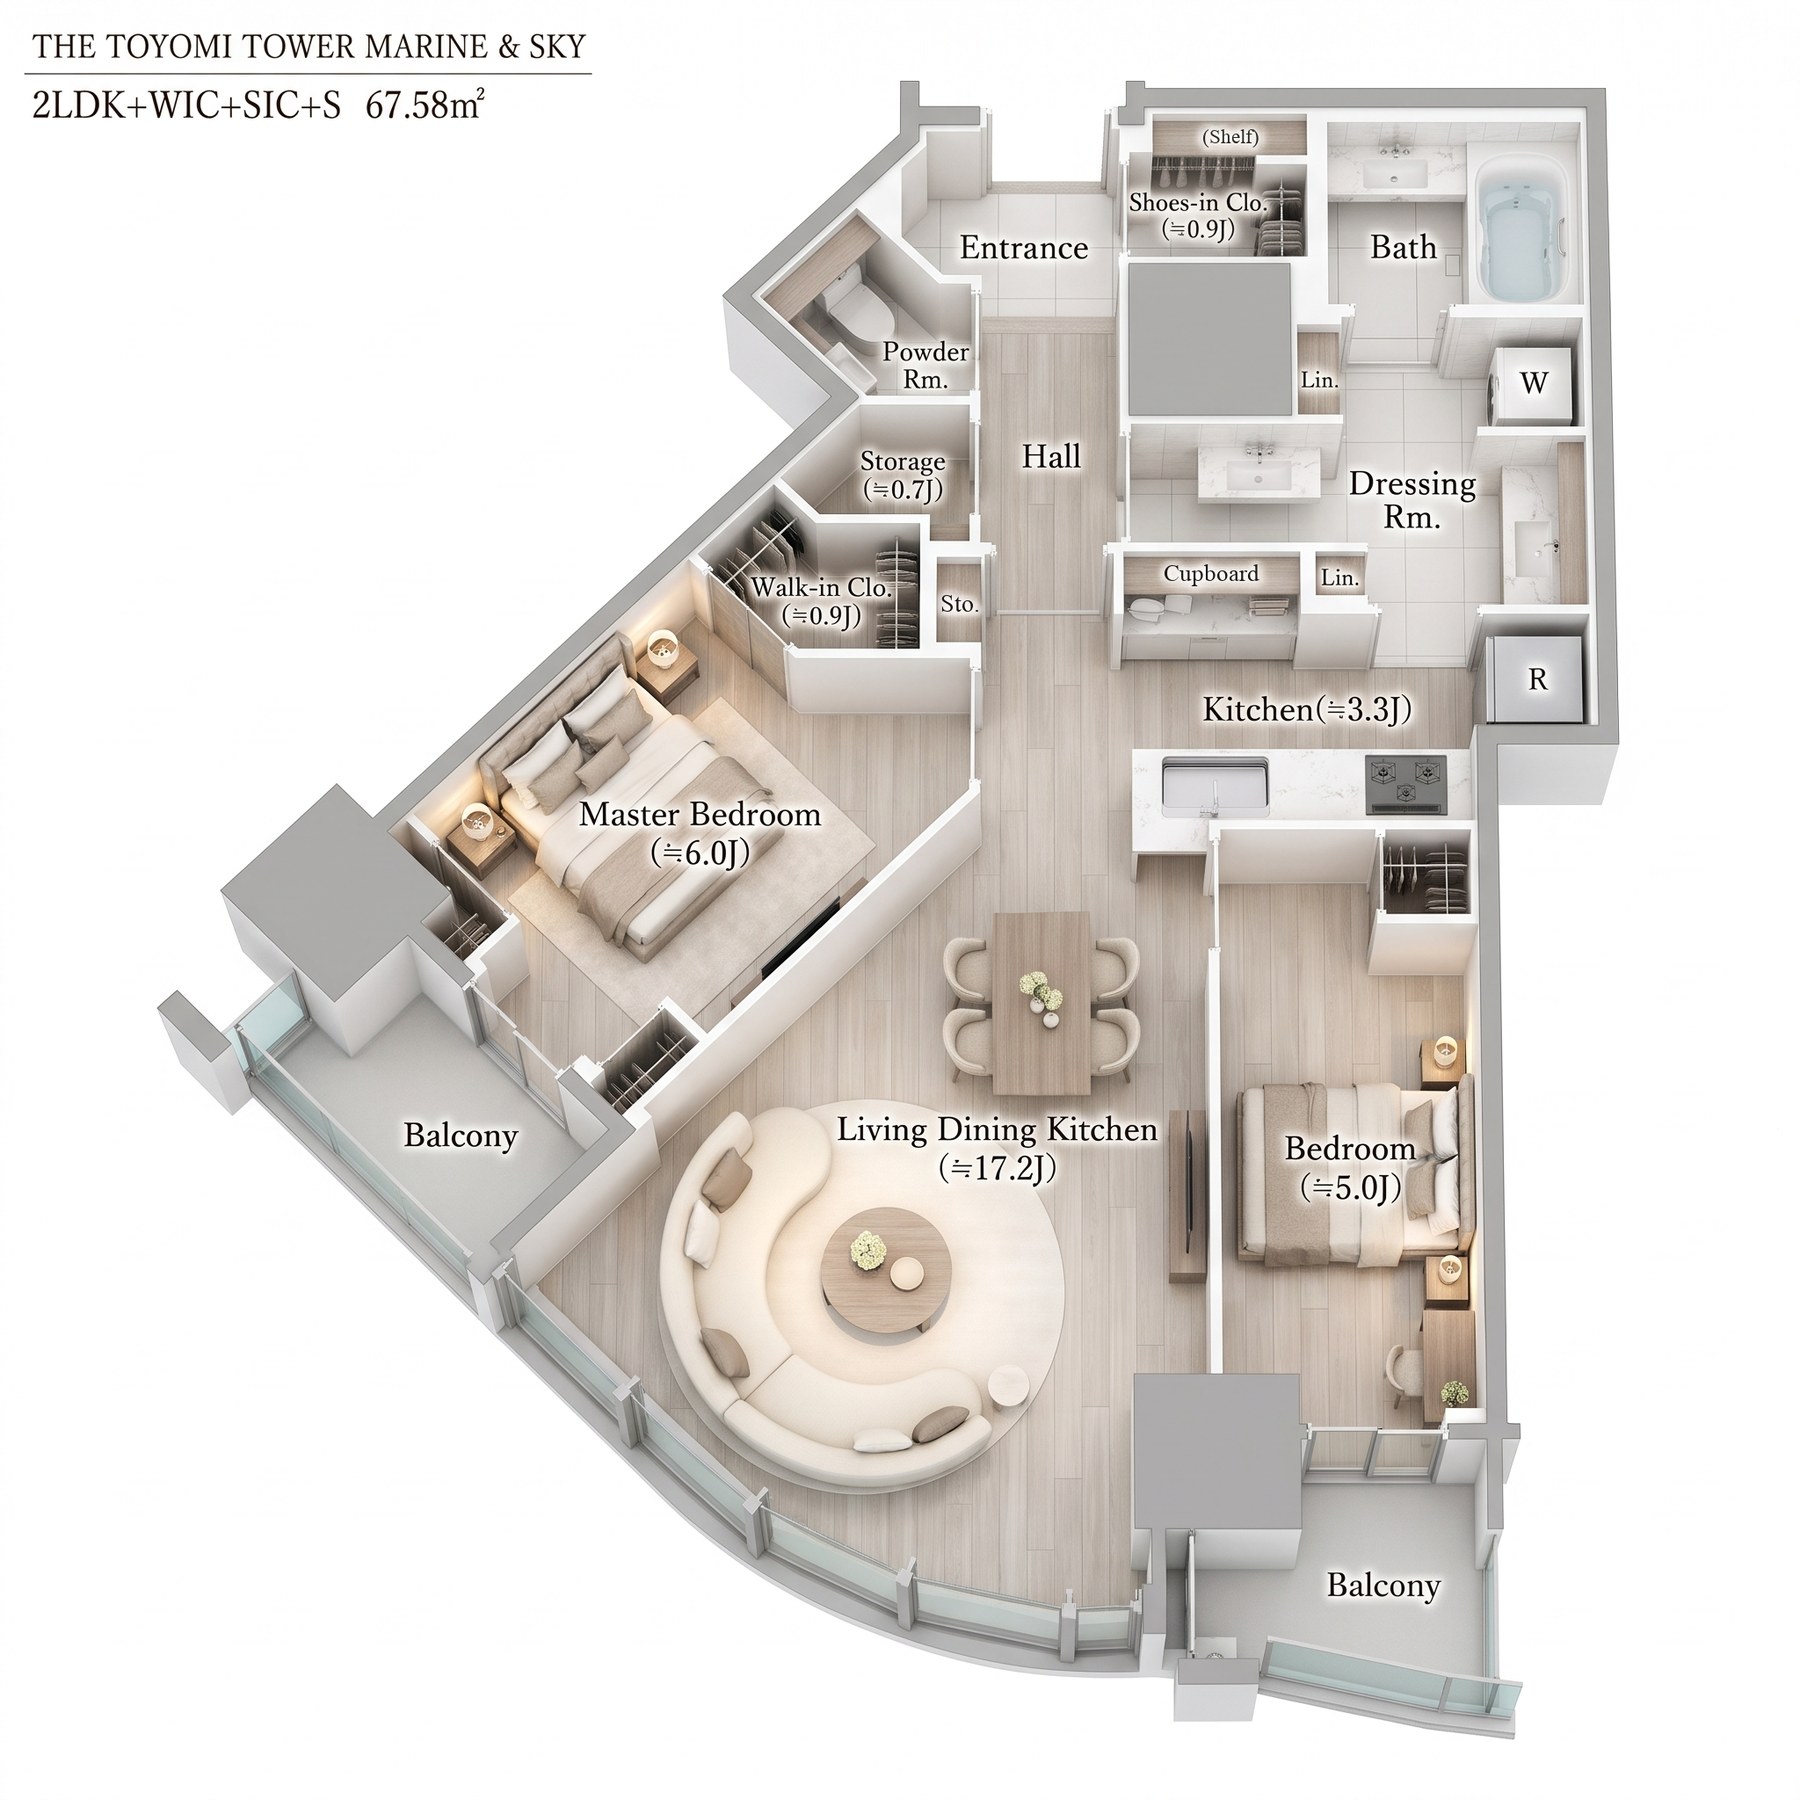 THE TOYOMI TOWER MARINE & SKY
2LDK+WIC+SIC+S 67.58㎡
(Shelf)
Shoes-in Clo.
(≒0.9J)
Entrance
Bath
Powder
Rm.
Lin.
W
Hall
Storage
(≒0.7J)
Dressing
Rm.
Walk-in Clo.
(≒0.9J)
Sto.
Cupboard
Lin.
R
Kitchen(≒3.3J)
Master Bedroom
(≒6.0J)
Balcony
Living Dining Kitchen
(≒17.2J)
Bedroom
(≒5.0J)
Balcony